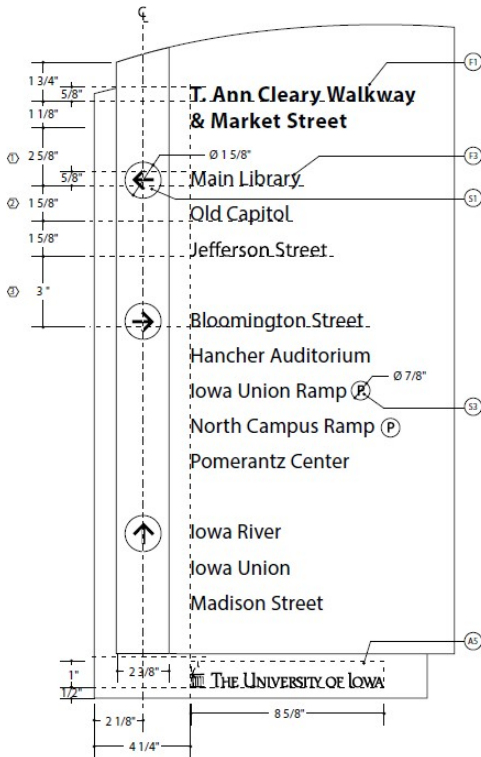 ℄
1 3/4"
5/8"
1 1/8"
F1
T. Ann Cleary Walkway
& Market Street
1 2 5/8"
Ø 1 5/8"
F3
5/8"
Main Library
S1
2 1 5/8"
Old Capitol
1 5/8"
Jefferson Street
3 3 "
Bloomington Street
Hancher Auditorium
Ø 7/8"
Iowa Union Ramp P
S3
North Campus Ramp P
Pomerantz Center
Iowa River
Iowa Union
Madison Street
A5
1"
2 3/8"
THE UNIVERSITY OF IOWA
1/2"
2 1/8"
8 5/8"
4 1/4"